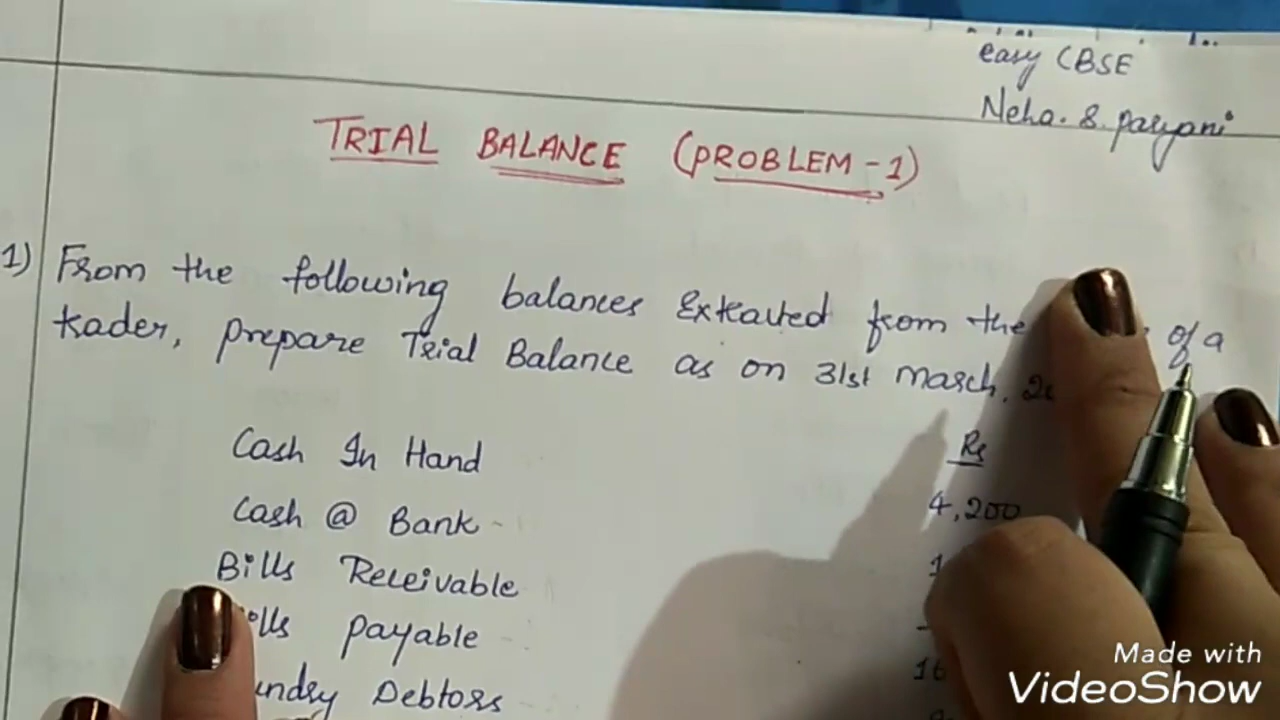 easy CBSE
Neha. S. Paryani
TRIAL BALANCE (PROBLEM-1)
1) From the following balances Extracted from the of a
trader, prepare Trial Balance as on 31st March,
Rs
Cash In Hand
4,200
Cash @ Bank
Bills Receivable
Payable
Debtors
Made with
VideoShow